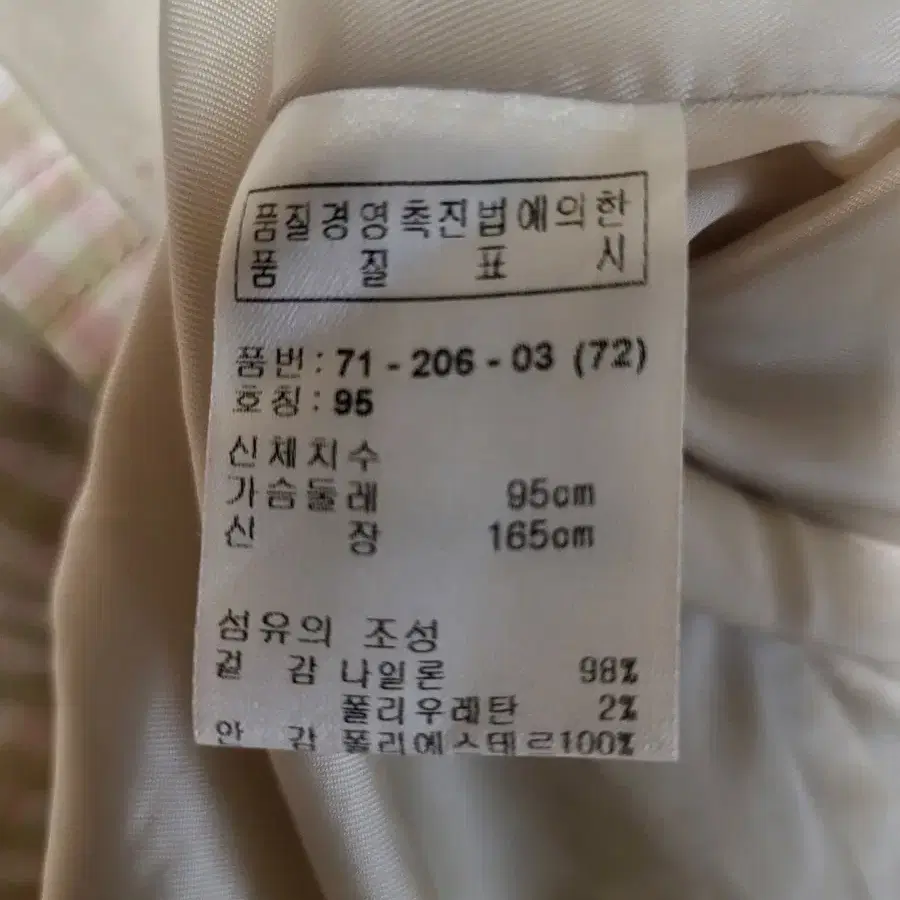 품질경영촉진법에의한
품 질 표 시
품번 : 71 - 206 - 03 (72)
호칭 : 95
신체치수
가슴둘레 95cm
신 장 165cm
섬유의 조성
겉 감 나일론 98%
폴리우레탄 2%
안 감 폴리에스테르100%